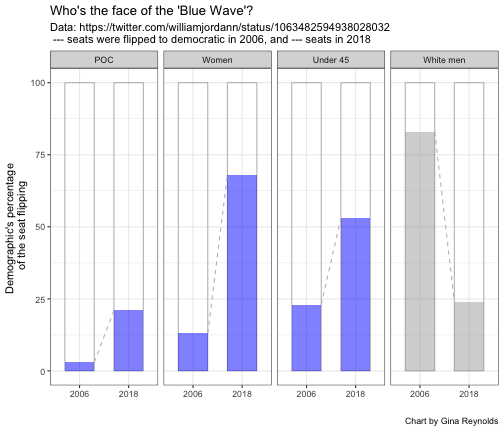 Who's the face of the 'Blue Wave'?
Data: https://twitter.com/williamjordann/status/1063482594938028032
--- seats were flipped to democratic in 2006, and --- seats in 2018
POC
Women
Under 45
White men
Demographic's percentage
of the seat flipping
100
75
50
25
0
2006
2018
2006
2018
2006
2018
2006
2018
Chart by Gina Reynolds